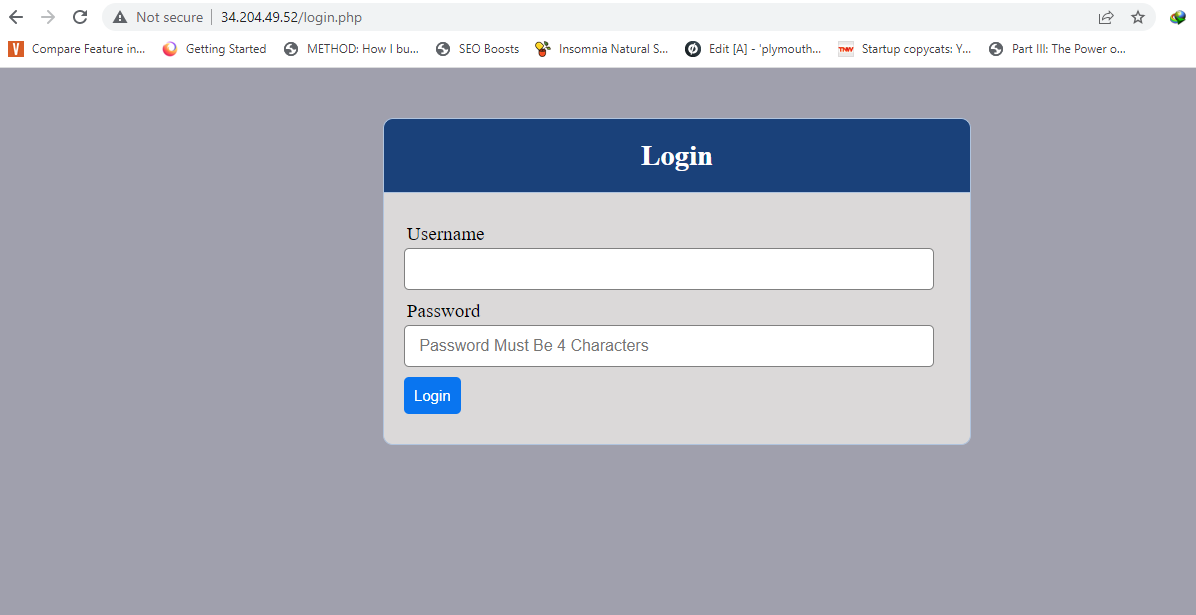 Not secure | 34.204.49.52/login.php
V Compare Feature in... Getting Started METHOD: How I bu... SEO Boosts Insomnia Natural S... Edit [A] - 'plymouth... TNW Startup copycats: Y... Part III: The Power o...
Login
Username
Password
Password Must Be 4 Characters
Login